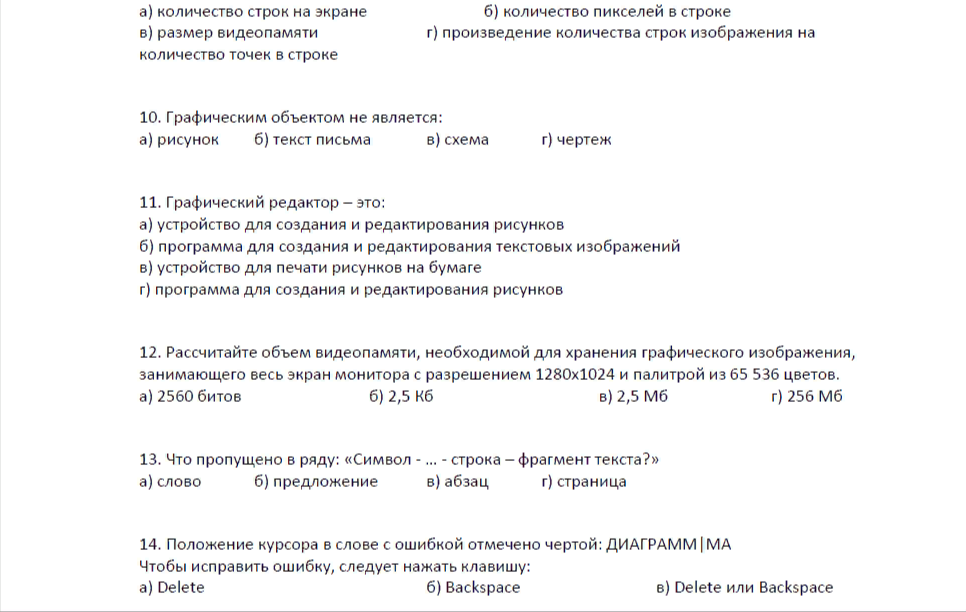 а) количество строк на экране б) количество пикселей в строке
в) размер видеопамяти г) произведение количества строк изображения на
количество точек в строке
10. Графическим объектом не является:
а) рисунок б) текст письма в) схема г) чертеж
11. Графический редактор – это:
а) устройство для создания и редактирования рисунков
б) программа для создания и редактирования текстовых изображений
в) устройство для печати рисунков на бумаге
г) программа для создания и редактирования рисунков
12. Рассчитайте объем видеопамяти, необходимой для хранения графического изображения,
занимающего весь экран монитора с разрешением 1280х1024 и палитрой из 65 536 цветов.
а) 2560 битов б) 2,5 Кб в) 2,5 Мб г) 256 Мб
13. Что пропущено в ряду: «Символ - ... - строка – фрагмент текста?»
а) слово б) предложение в) абзац г) страница
14. Положение курсора в слове с ошибкой отмечено чертой: ДИАГРАММ|МА
Чтобы исправить ошибку, следует нажать клавишу:
а) Delete б) Backspace в) Delete или Backspace